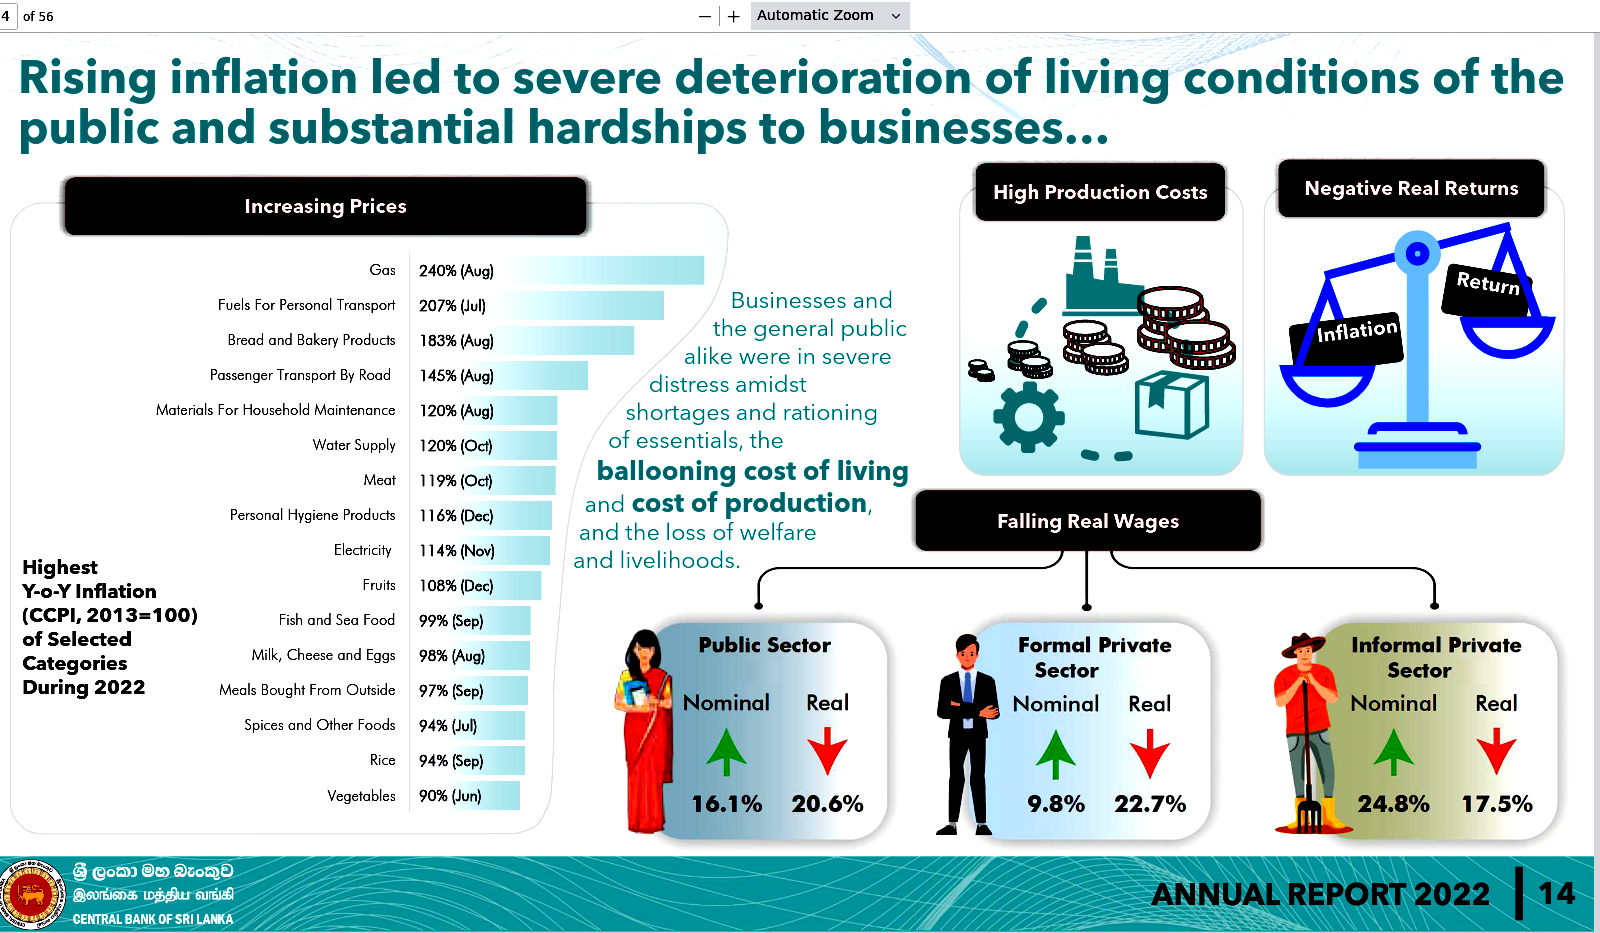 4 of 56
Automatic Zoom
Rising inflation led to severe deterioration of living conditions of the
public and substantial hardships to businesses...
Increasing Prices
Gas 240% (Aug)
Fuels For Personal Transport 207% (Jul)
Bread and Bakery Products 183% (Aug)
Passenger Transport By Road 145% (Aug)
Materials For Household Maintenance 120% (Aug)
Water Supply 120% (Oct)
Meat 119% (Oct)
Personal Hygiene Products 116% (Dec)
Electricity 114% (Nov)
Fruits 108% (Dec)
Fish and Sea Food 99% (Sep)
Milk, Cheese and Eggs 98% (Aug)
Meals Bought From Outside 97% (Sep)
Spices and Other Foods 94% (Jul)
Rice 94% (Sep)
Vegetables 90% (Jun)
Highest
Y-o-Y Inflation
(CCPI, 2013=100)
of Selected
Categories
During 2022
Businesses and
the general public
alike were in severe
distress amidst
shortages and rationing
of essentials, the
ballooning cost of living
and cost of production,
and the loss of welfare
and livelihoods.
High Production Costs
Negative Real Returns
Inflation
Return
Falling Real Wages
Public Sector
Nominal Real
16.1% 20.6%
Formal Private
Sector
Nominal Real
9.8% 22.7%
Informal Private
Sector
Nominal Real
24.8% 17.5%
ශ්‍රී ලංකා මහ බැංකුව
இலங்கை மத்திய வங்கி
CENTRAL BANK OF SRI LANKA
ANNUAL REPORT 2022 14